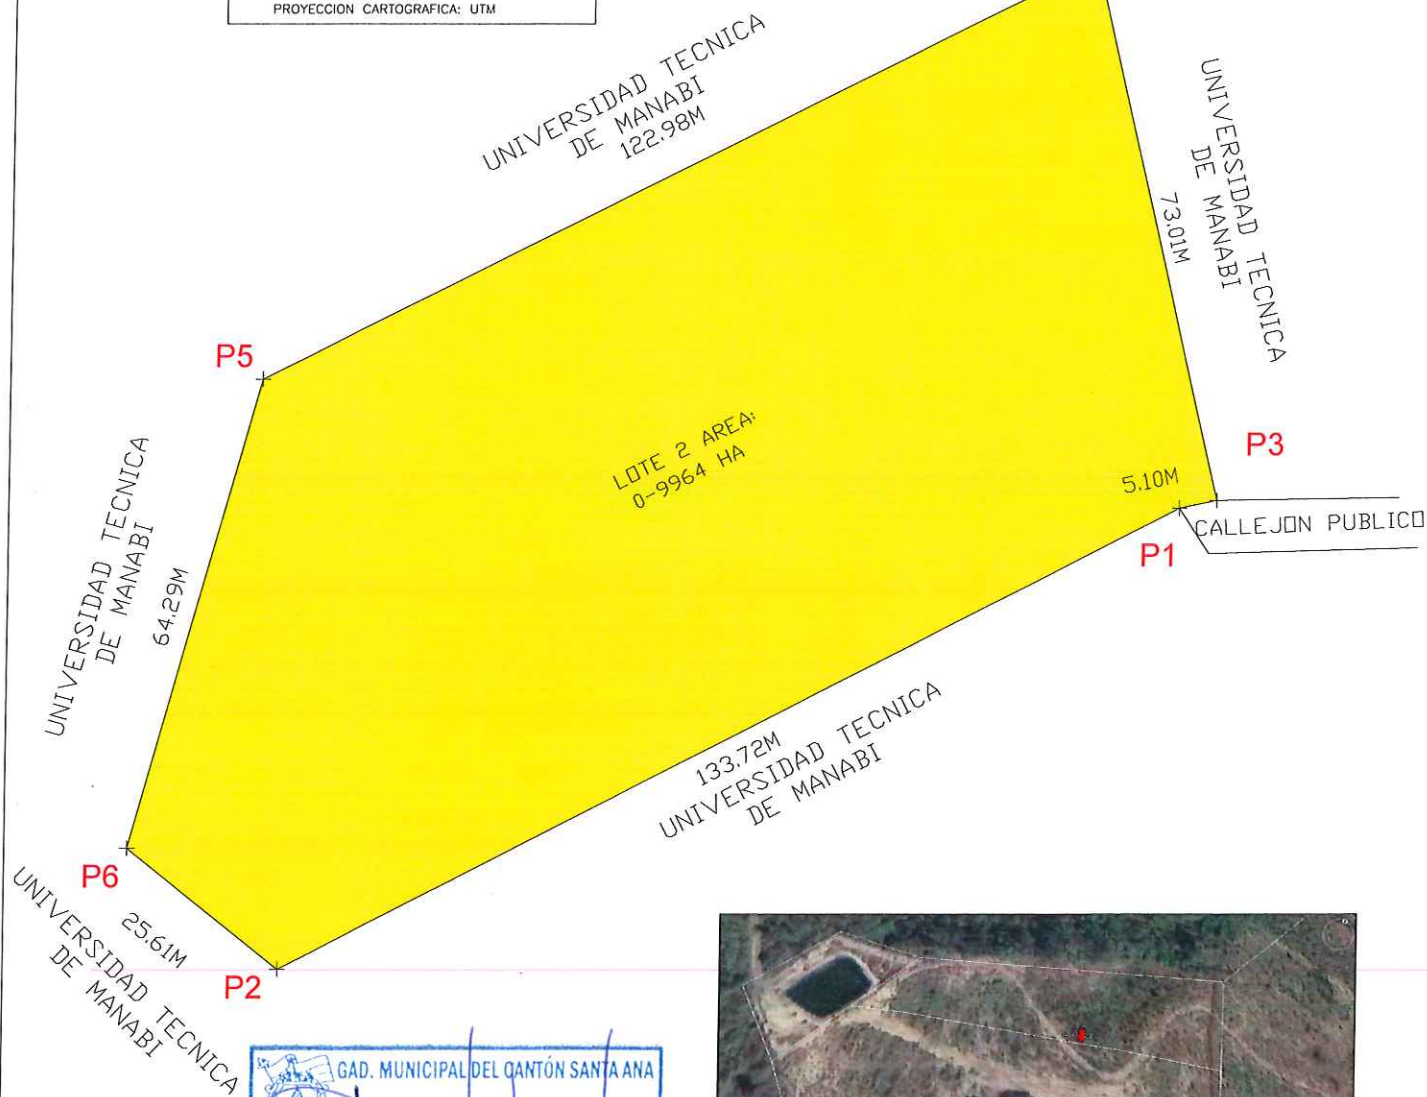 PROYECCION CARTOGRAFICA: UTM
UNIVERSIDAD TECNICA
DE MANABI
122.98M
UNIVERSIDAD TECNICA
DE MANABI
73.01M
P5
LOTE 2 AREA:
0-9964 HA
P3
5.10M
CALLEJON PUBLICO
P1
UNIVERSIDAD TECNICA
DE MANABI
64.29M
133.72M
UNIVERSIDAD TECNICA
DE MANABI
P6
25.61M
UNIVERSIDAD TECNICA
DE MANABI
P2
GAD. MUNICIPAL DEL CANTÓN SANTA ANA